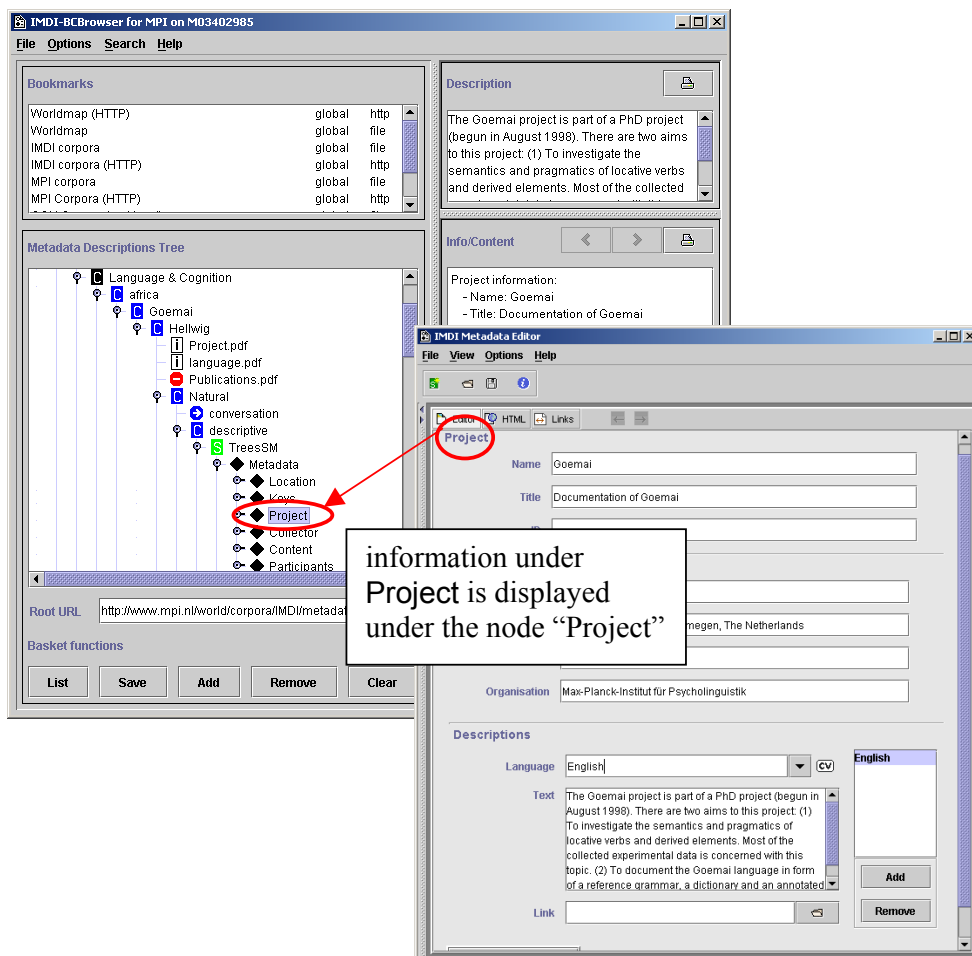 IMDI-BCBrowser for MPI on M03402985
File Options Search Help
Bookmarks
Worldmap (HTTP) global http
Worldmap global file
IMDI corpora global file
IMDI corpora (HTTP) global http
MPI corpora global file
MPI Corpora (HTTP) global http
Metadata Descriptions Tree
C Language & Cognition
C africa
C Goemai
C Hellwig
i Project.pdf
i language.pdf
Publications.pdf
C Natural
conversation
C descriptive
S TreesSM
Metadata
Location
Keys
Project
Collector
Content
Participants
Root URL http://www.mpi.nl/world/corpora/IMDI/metadat
Basket functions
List Save Add Remove Clear
Description
The Goemai project is part of a PhD project
(begun in August 1998). There are two aims
to this project: (1) To investigate the
semantics and pragmatics of locative verbs
and derived elements. Most of the collected
Info/Content
Project information:
- Name: Goemai
- Title: Documentation of Goemai
IMDI Metadata Editor
File View Options Help
Editor HTML Links
Project
Name Goemai
Title Documentation of Goemai
information under
Project is displayed
under the node “Project”
megen, The Netherlands
Organisation Max-Planck-Institut für Psycholinguistik
Descriptions
Language English CV
English
Text The Goemai project is part of a PhD project (begun in
August 1998). There are two aims to this project: (1)
To investigate the semantics and pragmatics of
locative verbs and derived elements. Most of the
collected experimental data is concerned with this
topic. (2) To document the Goemai language in form
of a reference grammar, a dictionary and an annotated
Add
Remove
Link